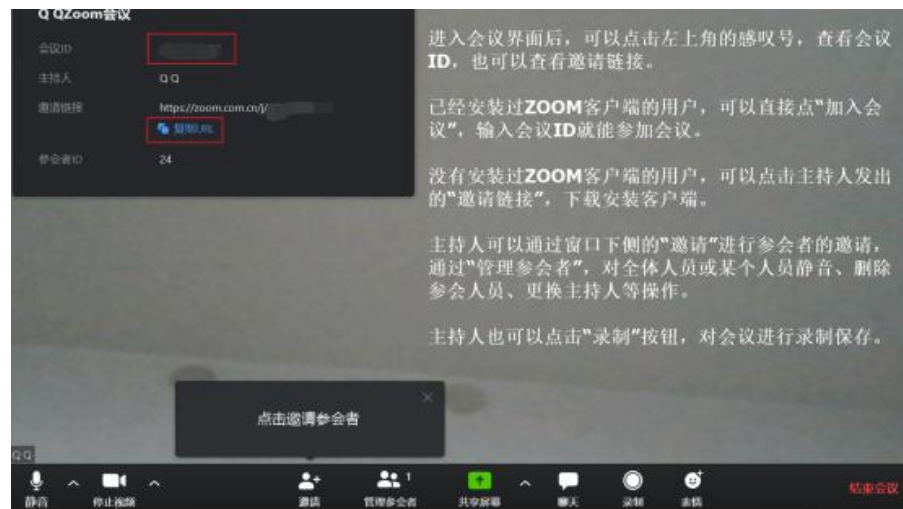 Q QZoom会议
会议ID
主持人 Q Q
邀请链接 https://zoom.com.cn/j/
复制URL
参会者ID 24
进入会议界面后，可以点击左上角的感叹号，查看会议
ID，也可以查看邀请链接。
已经安装过ZOOM客户端的用户，可以直接点"加入会
议"，输入会议ID就能参加会议。
没有安装过ZOOM客户端的用户，可以点击主持人发出
的"邀请链接"，下载安装客户端。
主持人可以通过窗口下侧的"邀请"进行参会者的邀请，
通过"管理参会者"，对全体人员或某个人员静音、删除
参会人员、更换主持人等操作。
主持人也可以点击"录制"按钮，对会议进行录制保存。
点击邀请参会者
Q Q
静音 停止视频 邀请 管理参会者 1 共享屏幕 聊天 录制 表情 结束会议